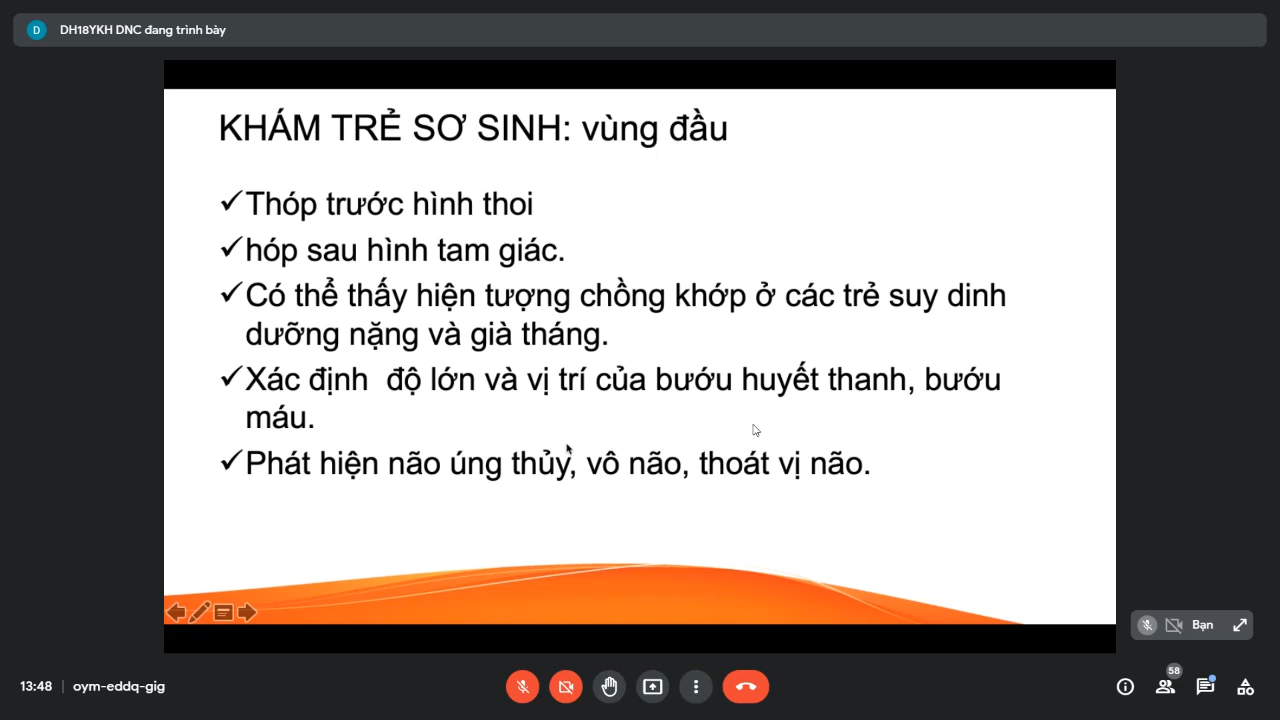 D
DH18YKH DNC đang trình bày
KHÁM TRẺ SƠ SINH: vùng đầu
✓Thóp trước hình thoi
✓hóp sau hình tam giác.
✓Có thể thấy hiện tượng chồng khớp ở các trẻ suy dinh
dưỡng nặng và già tháng.
✓Xác định  độ lớn và vị trí của bướu huyết thanh, bướu
máu.
✓Phát hiện não úng thủy, vô não, thoát vị não.
Bạn
13:48 | oym-eddq-gig
58